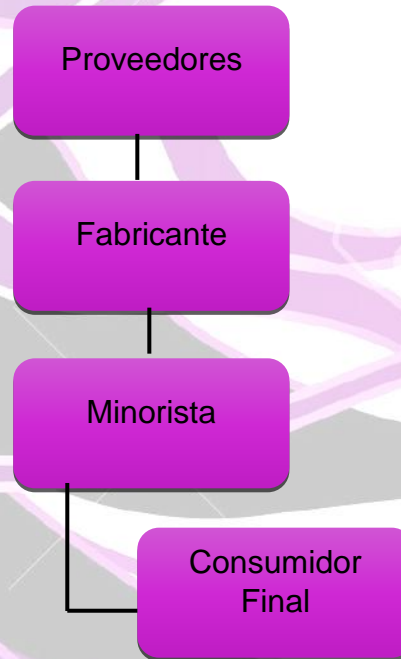 Proveedores
Fabricante
Minorista
Consumidor
Final